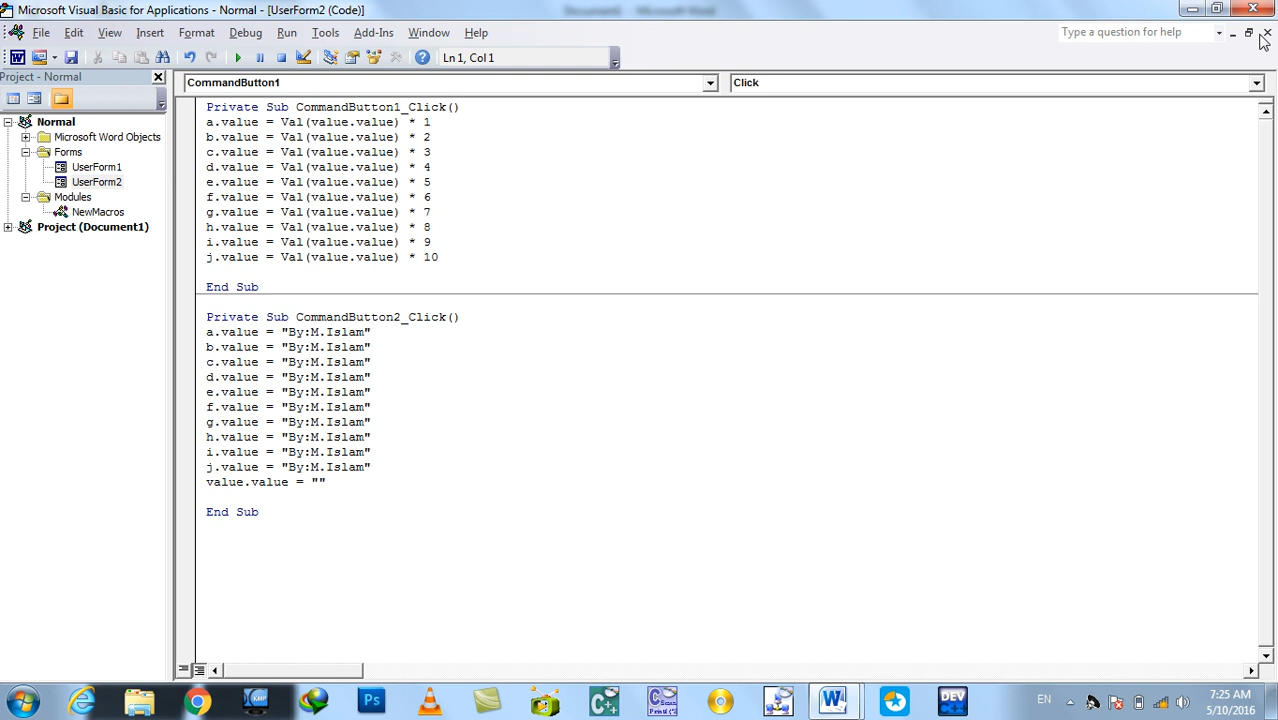 Microsoft Visual Basic for Applications - Normal - [UserForm2 (Code)]
File Edit View Insert Format Debug Run Tools Add-Ins Window Help
Type a question for help
Ln 1, Col 1
Project - Normal
CommandButton1
Click
Normal
Microsoft Word Objects
Forms
UserForm1
UserForm2
Modules
NewMacros
Project (Document1)
Private Sub CommandButton1_Click()
a.value = Val(value.value) * 1
b.value = Val(value.value) * 2
c.value = Val(value.value) * 3
d.value = Val(value.value) * 4
e.value = Val(value.value) * 5
f.value = Val(value.value) * 6
g.value = Val(value.value) * 7
h.value = Val(value.value) * 8
i.value = Val(value.value) * 9
j.value = Val(value.value) * 10
End Sub
Private Sub CommandButton2_Click()
a.value = "By:M.Islam"
b.value = "By:M.Islam"
c.value = "By:M.Islam"
d.value = "By:M.Islam"
e.value = "By:M.Islam"
f.value = "By:M.Islam"
g.value = "By:M.Islam"
h.value = "By:M.Islam"
i.value = "By:M.Islam"
j.value = "By:M.Islam"
value.value = ""
End Sub
Ps
W
DEV
EN
7:25 AM
5/10/2016